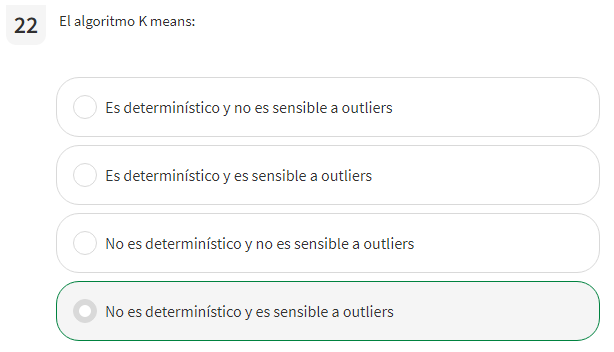 22 El algoritmo K means:
Es determinístico y no es sensible a outliers
Es determinístico y es sensible a outliers
No es determinístico y no es sensible a outliers
No es determinístico y es sensible a outliers